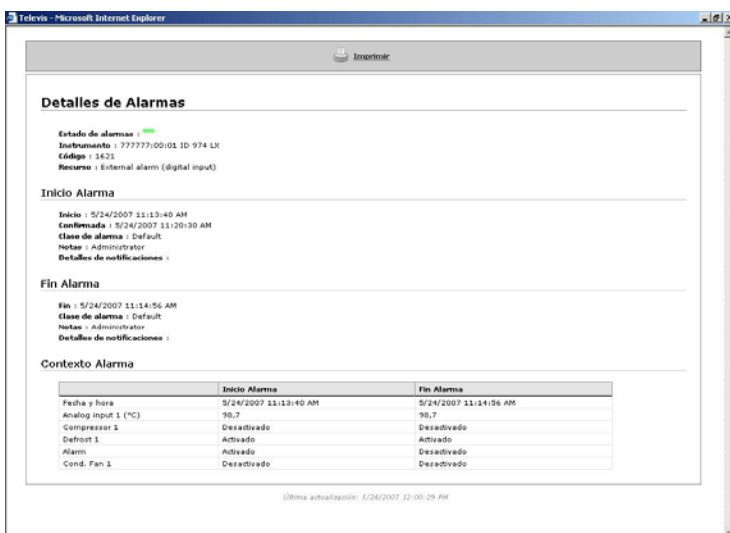 Televis - Microsoft Internet Explorer
Imprimir
Detalles de Alarmas
Estado de alarmas :
Instrumento : 777777:00:01 ID 974 LX
Código : 1621
Recurso : External alarm (digital input)
Inicio Alarma
Inicio : 5/24/2007 11:13:40 AM
Confirmada : 5/24/2007 11:20:30 AM
Clase de alarma : Default
Notas : Administrator
Detalles de notificaciones :
Fin Alarma
Fin : 5/24/2007 11:14:56 AM
Clase de alarma : Default
Notas : Administrator
Detalles de notificaciones :
Contexto Alarma
Inicio Alarma Fin Alarma
Fecha y hora 5/24/2007 11:13:40 AM 5/24/2007 11:14:56 AM
Analog input 1 (°C) 98,7 98,7
Compressor 1 Desactivado Desactivado
Defrost 1 Activado Activado
Alarm Activado Desactivado
Cond. Fan 1 Desactivado Desactivado
Última actualización: 5/24/2007 12:00:29 PM